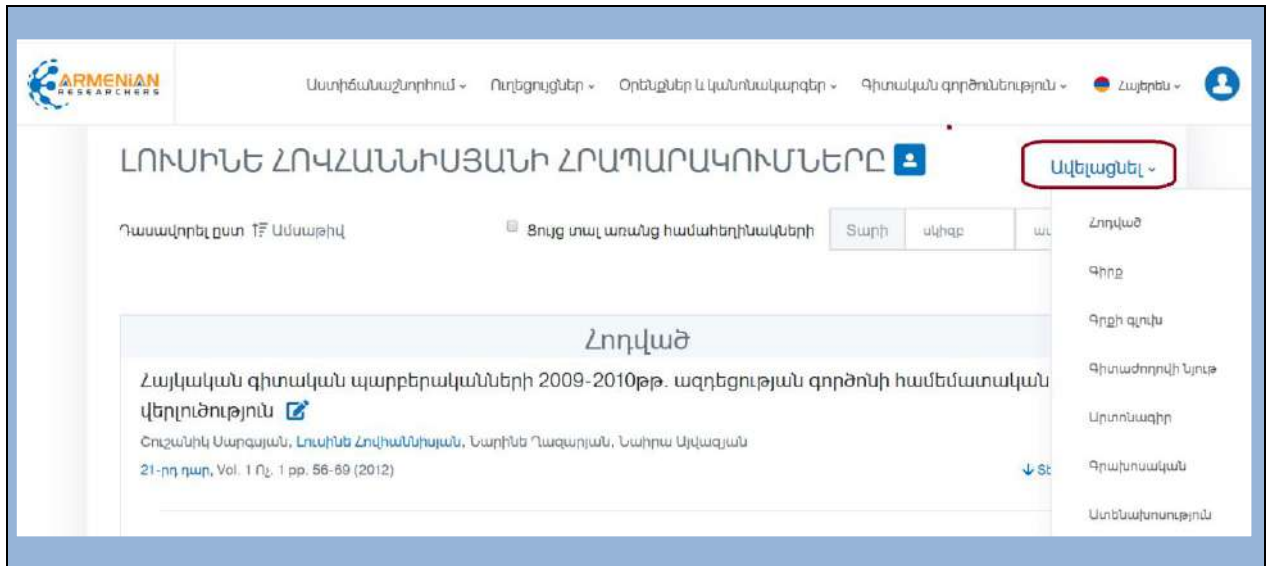 ARMENIAN
RESEARCHERS
Աստիճանաշնորհում Ուղեցույցներ Օրենքներ և կանոնակարգեր Գիտական գործունեություն Հայերեն
ԼՈՒՍԻՆԵ ՀՈՎՀԱՆՆԻՍՅԱՆԻ ՀՐԱՊԱՐԱԿՈՒՄՆԵՐԸ Ավելացնել
Դասավորել ըստ Ամսաթիվ Ցույց տալ առանց համահեղինակների Տարի սկիզբ
Հոդված
Գիրք
Գրքի գլուխ
Գիտաժողովի նյութ
Արտոնագիր
Գրախոսական
Ատենախոսություն
Հոդված
Հայկական գիտական պարբերականների 2009-2010թթ. ազդեցության գործոնի համեմատական
վերլուծություն
Շուշանիկ Սարգսյան, Լուսինե Հովհաննիսյան, Նարինե Ղազարյան, Նաիրա Այվազյան
21-րդ դար, Vol. 1 Ոչ. 1 pp. 56-69 (2012)